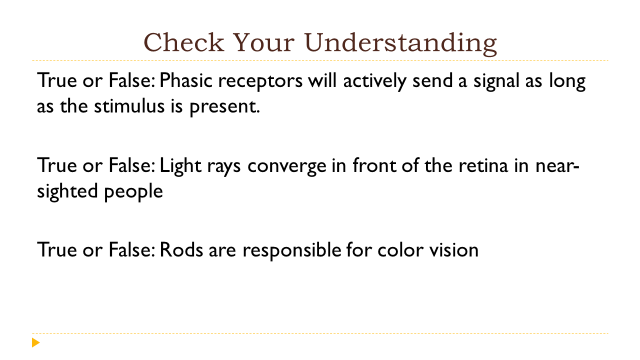 Check Your Understanding
True or False: Phasic receptors will actively send a signal as long
as the stimulus is present.
True or False: Light rays converge in front of the retina in near-
sighted people
True or False: Rods are responsible for color vision